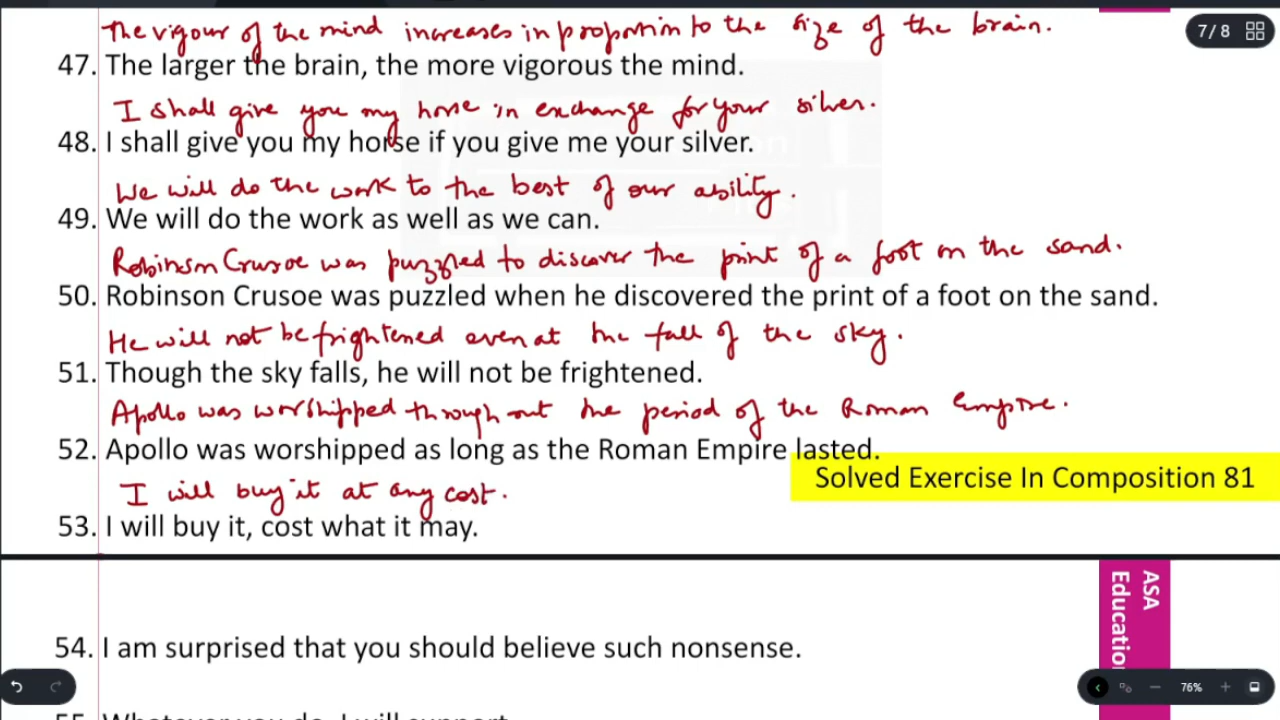 The vigour of the mind increases in proportion to the size of the brain.
7 / 8
47. The larger the brain, the more vigorous the mind.
I shall give you my horse in exchange for your silver.
48. I shall give you my horse if you give me your silver.
We will do the work to the best of our ability.
49. We will do the work as well as we can.
Robinson Crusoe was puzzled to discover the print of a foot on the sand.
50. Robinson Crusoe was puzzled when he discovered the print of a foot on the sand.
He will not be frightened even at the fall of the sky.
51. Though the sky falls, he will not be frightened.
Apollo was worshipped throughout the period of the Roman Empire.
52. Apollo was worshipped as long as the Roman Empire lasted.
Solved Exercise In Composition 81
I will buy it at any cost.
53. I will buy it, cost what it may.
ASA
Education
54. I am surprised that you should believe such nonsense.
76%
55. Whatever you do, I will support